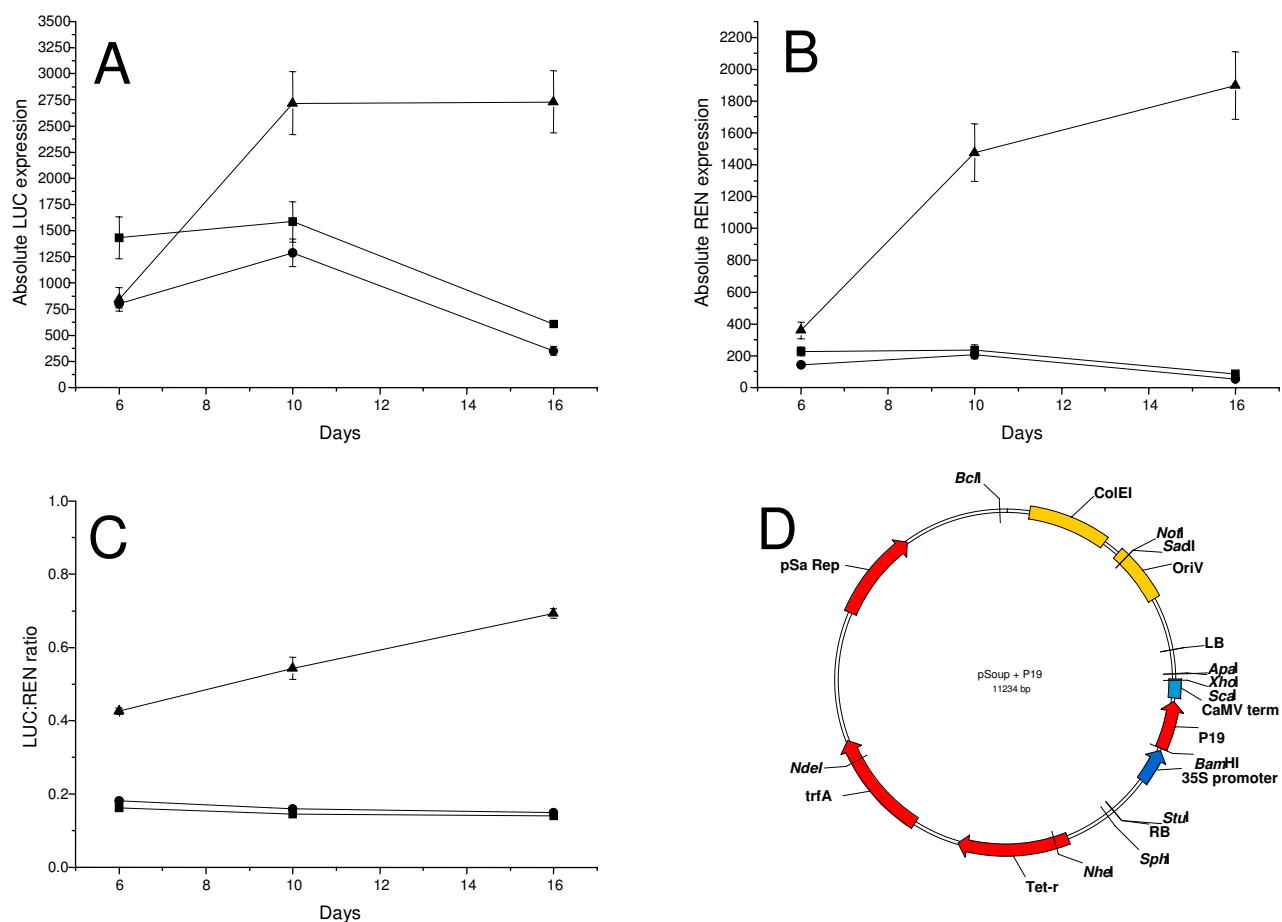 A
3500
3250
3000
2750
2500
2250
2000
1750
1500
1250
1000
750
500
250
0
Absolute LUC expression
6 8 10 12 14 16
Days
B
2200
2000
1800
1600
1400
1200
1000
800
600
400
200
0
Absolute REN expression
6 8 10 12 14 16
Days
C
1.0
0.8
0.6
0.4
0.2
0.0
LUC:REN ratio
6 8 10 12 14 16
Days
D
BclI
ColEI
NotI
SacII
OriV
LB
ApaI
XhoI
ScaI
CaMV term
P19
BamHI
35S promoter
StuI
RB
SphI
NheI
Tet-r
trfA
NdeI
pSa Rep
pSoup + P19
11234 bp